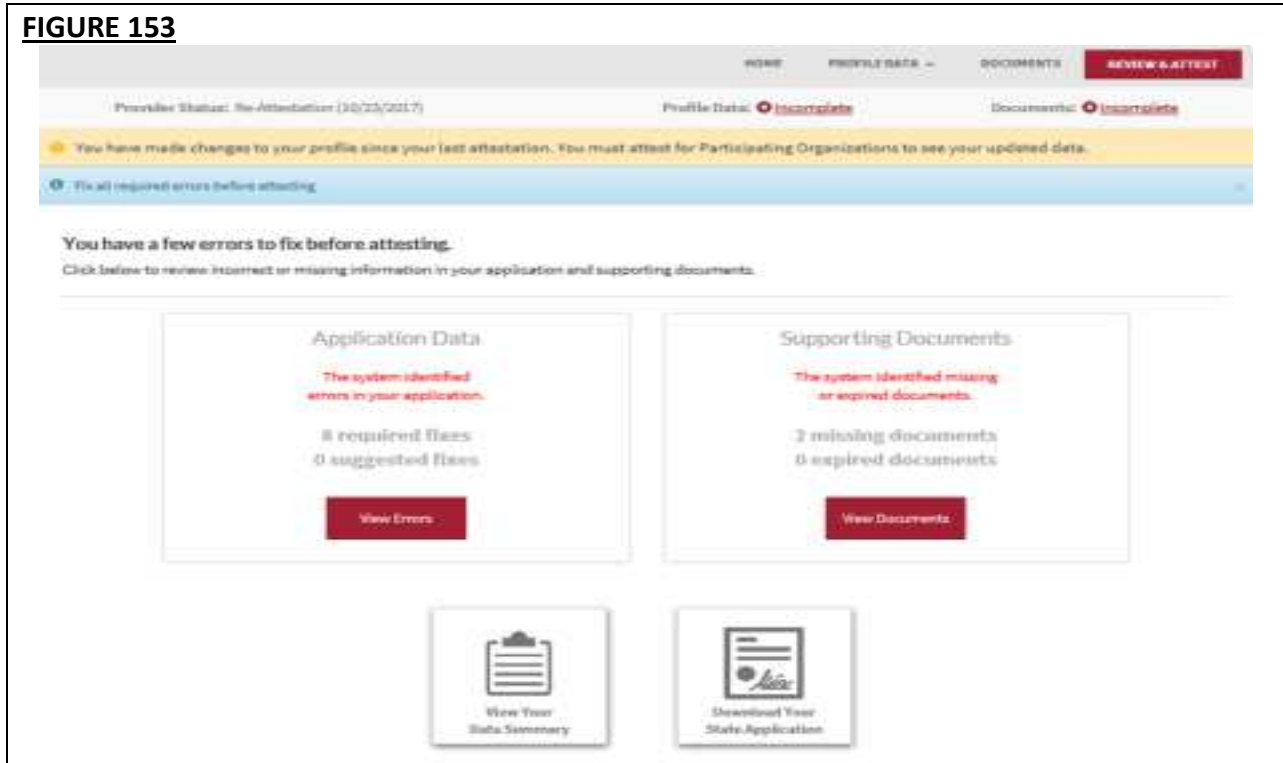 FIGURE 153
HOME PROFILE DATA DOCUMENTS REVIEW & ATTEST
Provider Status: Re-Attestation (10/23/2017) Profile Data: Incomplete Documents: Incomplete
You have made changes to your profile since your last attestation. You must attest for Participating Organizations to see your updated data.
Fix all required errors before attesting
You have a few errors to fix before attesting.
Click below to review incorrect or missing information in your application and supporting documents.
Application Data
The system identified
errors in your application.
8 required fixes
0 suggested fixes
View Errors
Supporting Documents
The system identified missing
or expired documents.
2 missing documents
0 expired documents
View Documents
View Your
Data Summary
Download Your
State Application